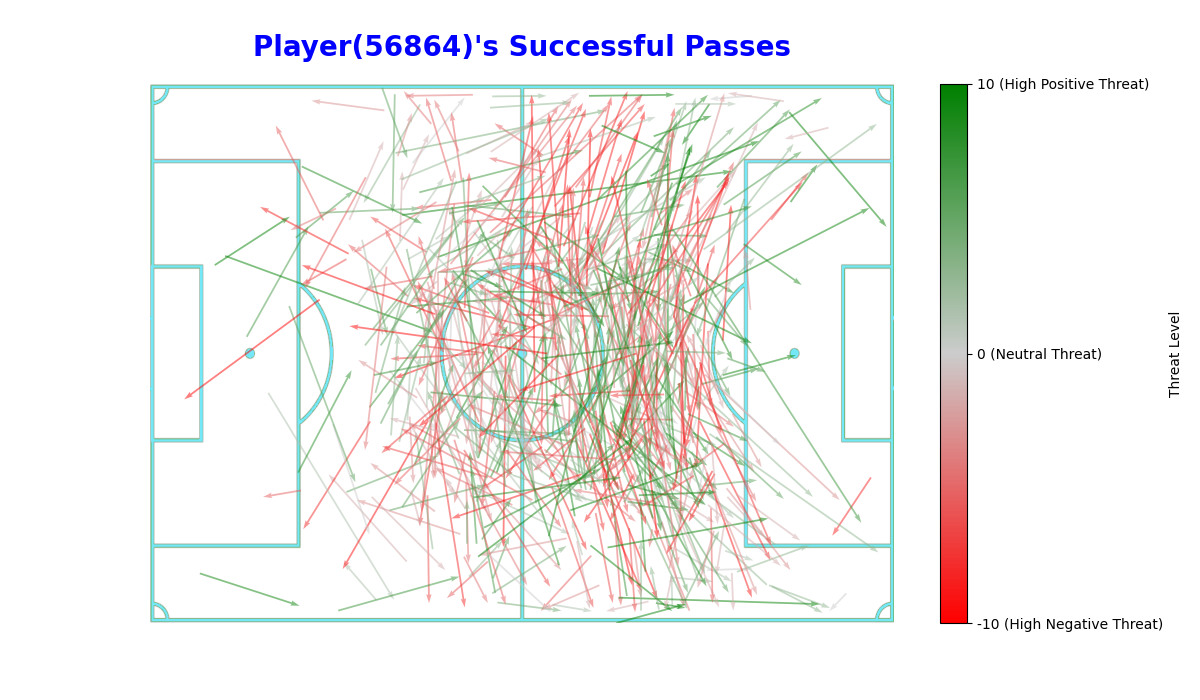 Player(56864)'s Successful Passes
10 (High Positive Threat)
0 (Neutral Threat)
-10 (High Negative Threat)
Threat Level